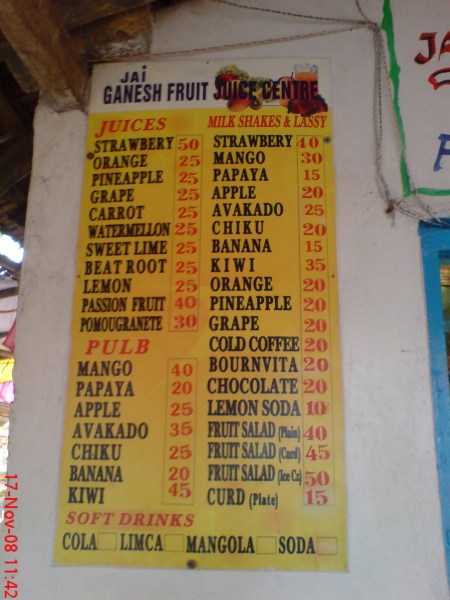 JAI
GANESH FRUIT JUICE CENTRE
JUICES
STRAWBERY 50
ORANGE 25
PINEAPPLE 25
GRAPE 25
CARROT 25
WATERMELLON 25
SWEET LIME 25
BEAT ROOT 25
LEMON 25
PASSION FRUIT 40
POMOUGRANETE 30
PULB
MANGO 40
PAPAYA 20
APPLE 25
AVAKADO 35
CHIKU 25
BANANA 20
KIWI 45
MILK SHAKES & LASSY
STRAWBERY 40
MANGO 30
PAPAYA 15
APPLE 20
AVAKADO 25
CHIKU 20
BANANA 15
KIWI 35
ORANGE 20
PINEAPPLE 20
GRAPE 20
COLD COFFEE 20
BOURNVITA 20
CHOCOLATE 20
LEMON SODA 10
FRUIT SALAD (Plain) 40
FRUIT SALAD (Curd) 45
FRUIT SALAD (Ice Cr) 50
CURD (Plate) 15
SOFT DRINKS
COLA LIMCA MANGOLA SODA
17-Nov-08 11:42